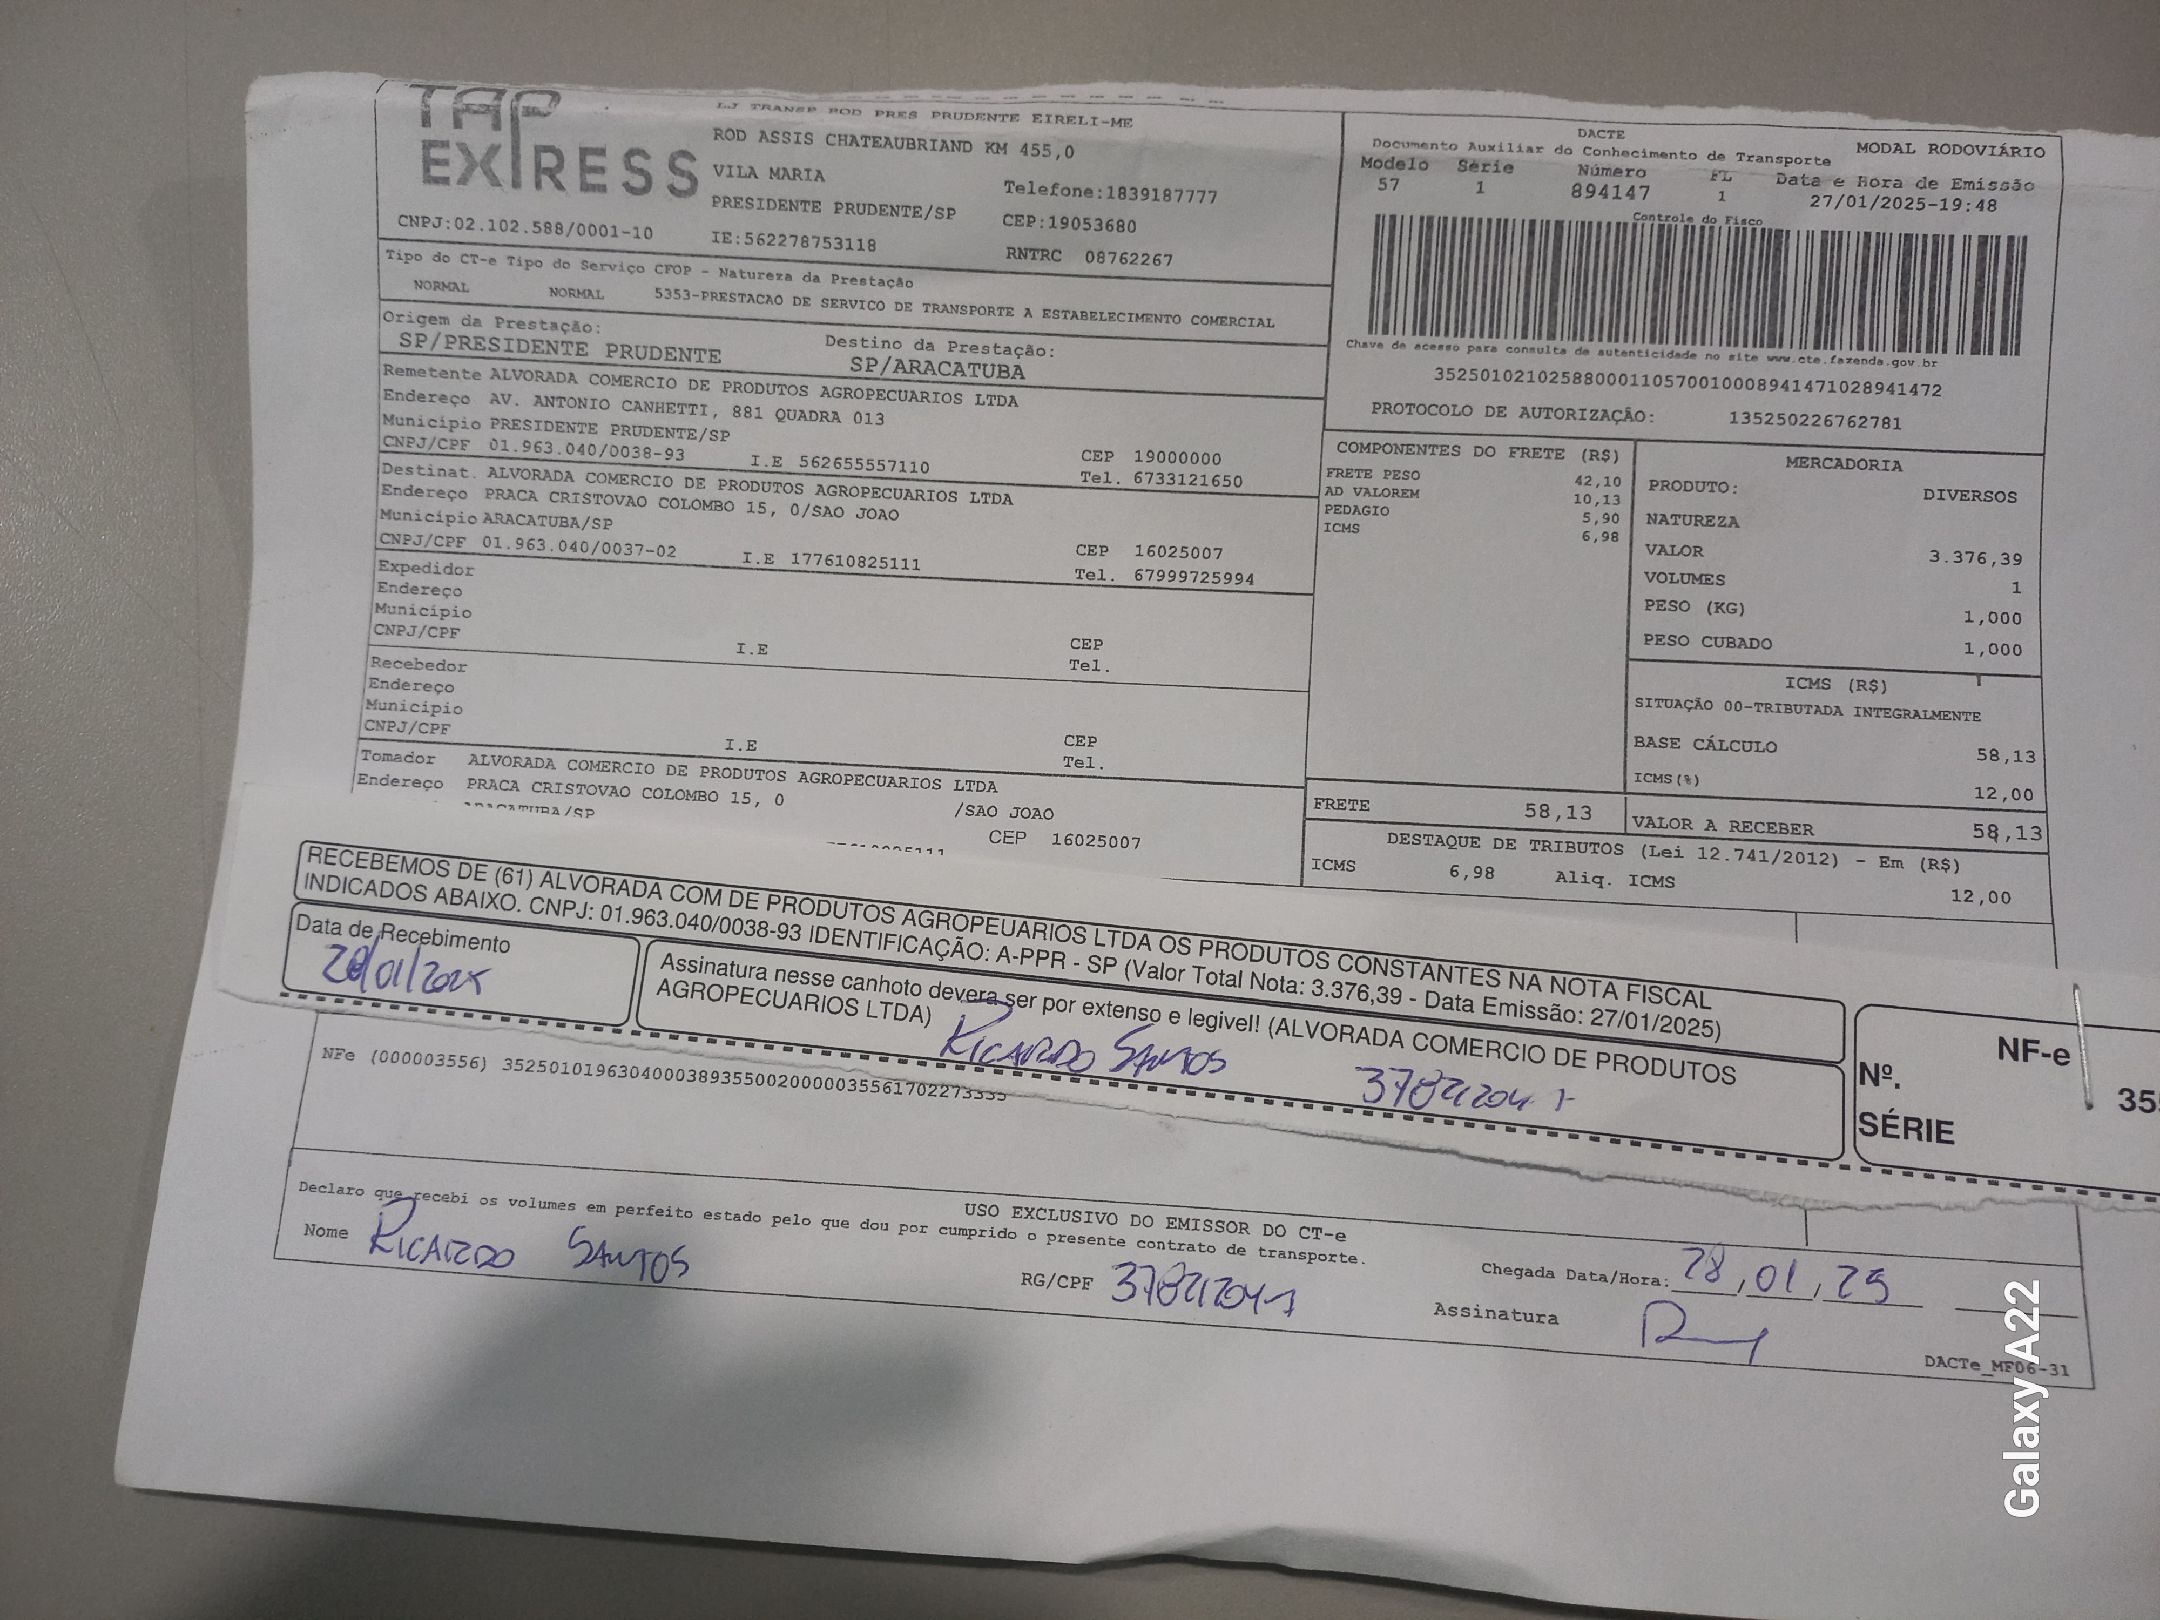 TAP EXPRESS
LJ TRANSP ROD PRES PRUDENTE EIRELI-ME
ROD ASSIS CHATEAUBRIAND KM 455,0
VILA MARIA
Telefone:1839187777
PRESIDENTE PRUDENTE/SP
CEP:19053680
CNPJ:02.102.588/0001-10
IE:562278753118
RNTRC 08762267
DACTE
Documento Auxiliar do Conhecimento de Transporte
MODAL RODOVIÁRIO
Modelo Série Número FL Data e Hora de Emissão
57 1 894147 1 27/01/2025-19:48
Controle do Fisco
Chave de acesso para consulta de autenticidade no site www.cte.fazenda.gov.br
35250102102588000110570010008941471028941472
PROTOCOLO DE AUTORIZAÇÃO: 135250226762781
Tipo do CT-e Tipo do Serviço CFOP - Natureza da Prestação
NORMAL NORMAL 5353-PRESTACAO DE SERVICO DE TRANSPORTE A ESTABELECIMENTO COMERCIAL
Origem da Prestação: Destino da Prestação:
SP/PRESIDENTE PRUDENTE SP/ARACATUBA
Remetente ALVORADA COMERCIO DE PRODUTOS AGROPECUARIOS LTDA
Endereço AV. ANTONIO CANHETTI, 881 QUADRA 013
Município PRESIDENTE PRUDENTE/SP CEP 19000000
CNPJ/CPF 01.963.040/0038-93 I.E 562655557110 Tel. 6733121650
Destinat. ALVORADA COMERCIO DE PRODUTOS AGROPECUARIOS LTDA
Endereço PRACA CRISTOVAO COLOMBO 15, 0/SAO JOAO
Município ARACATUBA/SP CEP 16025007
CNPJ/CPF 01.963.040/0037-02 I.E 177610825111 Tel. 67999725994
Expedidor
Endereço
Município CEP
CNPJ/CPF I.E Tel.
Recebedor
Endereço
Município CEP
CNPJ/CPF I.E Tel.
Tomador ALVORADA COMERCIO DE PRODUTOS AGROPECUARIOS LTDA
Endereço PRACA CRISTOVAO COLOMBO 15, 0 /SAO JOAO
ARACATUBA/SP CEP 16025007
COMPONENTES DO FRETE (R$)
FRETE PESO 42,10
AD VALOREM 10,13
PEDAGIO 5,90
ICMS 6,98
MERCADORIA
PRODUTO: DIVERSOS
NATUREZA
VALOR 3.376,39
VOLUMES 1
PESO (KG) 1,000
PESO CUBADO 1,000
ICMS (R$)
SITUAÇÃO 00-TRIBUTADA INTEGRALMENTE
BASE CÁLCULO 58,13
ICMS(%) 12,00
FRETE 58,13 VALOR A RECEBER 58,13
DESTAQUE DE TRIBUTOS (Lei 12.741/2012) - Em (R$)
ICMS 6,98 Aliq. ICMS 12,00
RECEBEMOS DE (61) ALVORADA COM DE PRODUTOS AGROPEUARIOS LTDA OS PRODUTOS CONSTANTES NA NOTA FISCAL
INDICADOS ABAIXO. CNPJ: 01.963.040/0038-93 IDENTIFICAÇÃO: A-PPR - SP (Valor Total Nota: 3.376,39 - Data Emissão: 27/01/2025)
Data de Recebimento
28/01/2025
Assinatura nesse canhoto devera ser por extenso e legivel! (ALVORADA COMERCIO DE PRODUTOS
AGROPECUARIOS LTDA)
RICARDO SANTOS
NF-e
Nº. 35
SÉRIE
NFe (000003556) 35250101963040003893550020000035561702273335
USO EXCLUSIVO DO EMISSOR DO CT-e
Declaro que recebi os volumes em perfeito estado pelo que dou por cumprido o presente contrato de transporte.
Nome RICARDO SANTOS RG/CPF
Chegada Data/Hora: 28,01,25
Assinatura
DACTe_MF06-31
Galaxy A22